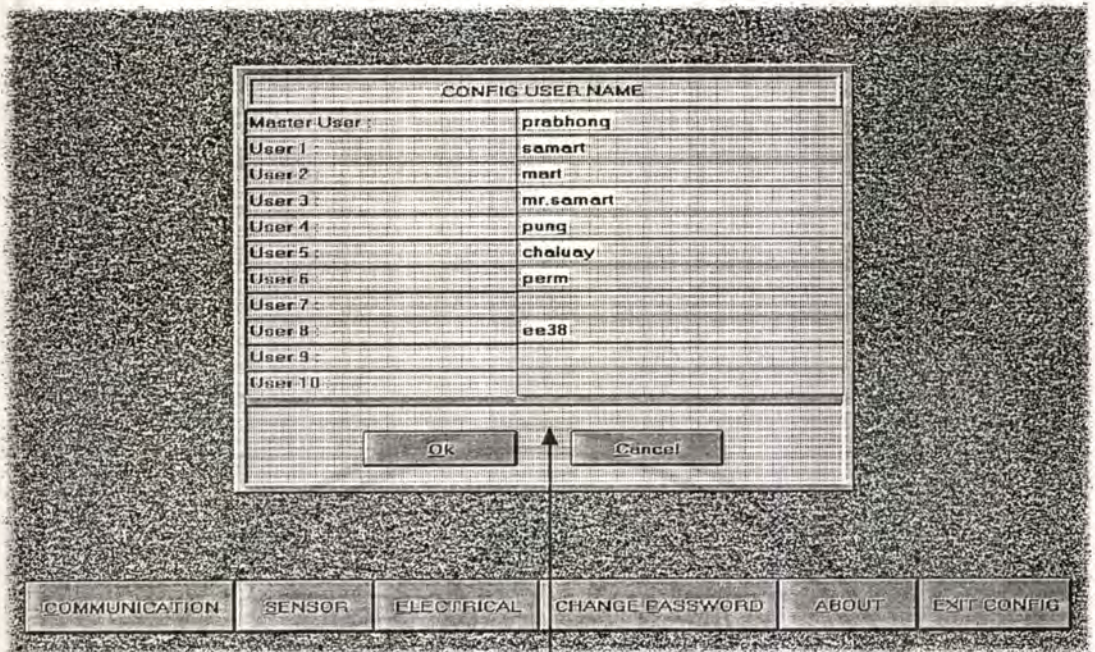 CONFIG USER NAME
Master User : prabhong
User 1 : samart
User 2 mart
User 3 : mr.samart
User 4 : pung
User 5 : chaluay
User 6 : perm
User 7 :
User 8 : ee38
User 9 :
User 10
Ok Cancel
COMMUNICATION SENSOR ELECTRICAL CHANGE PASSWORD ABOUT EXIT CONFIG